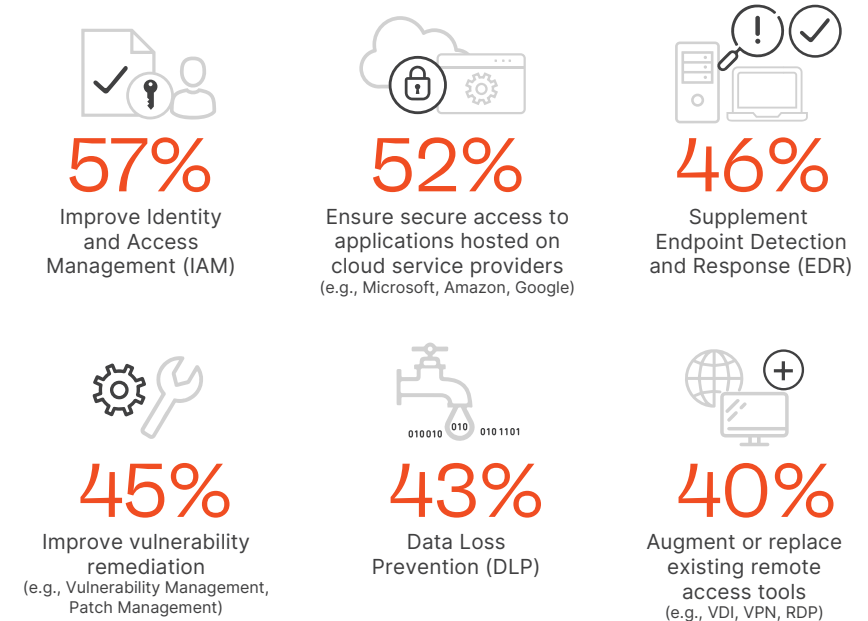 57%
Improve Identity
and Access
Management (IAM)
52%
Ensure secure access to
applications hosted on
cloud service providers
(e.g., Microsoft, Amazon, Google)
46%
Supplement
Endpoint Detection
and Response (EDR)
45%
Improve vulnerability
remediation
(e.g., Vulnerability Management,
Patch Management)
010010 010 0101101
43%
Data Loss
Prevention (DLP)
40%
Augment or replace
existing remote
access tools
(e.g., VDI, VPN, RDP)